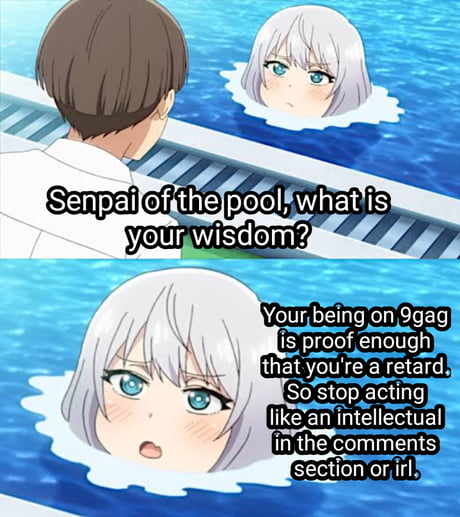 Senpai of the pool, what is
your wisdom?
Your being on 9gag
is proof enough
that you're a retard.
So stop acting
like an intellectual
in the comments
section or irl.